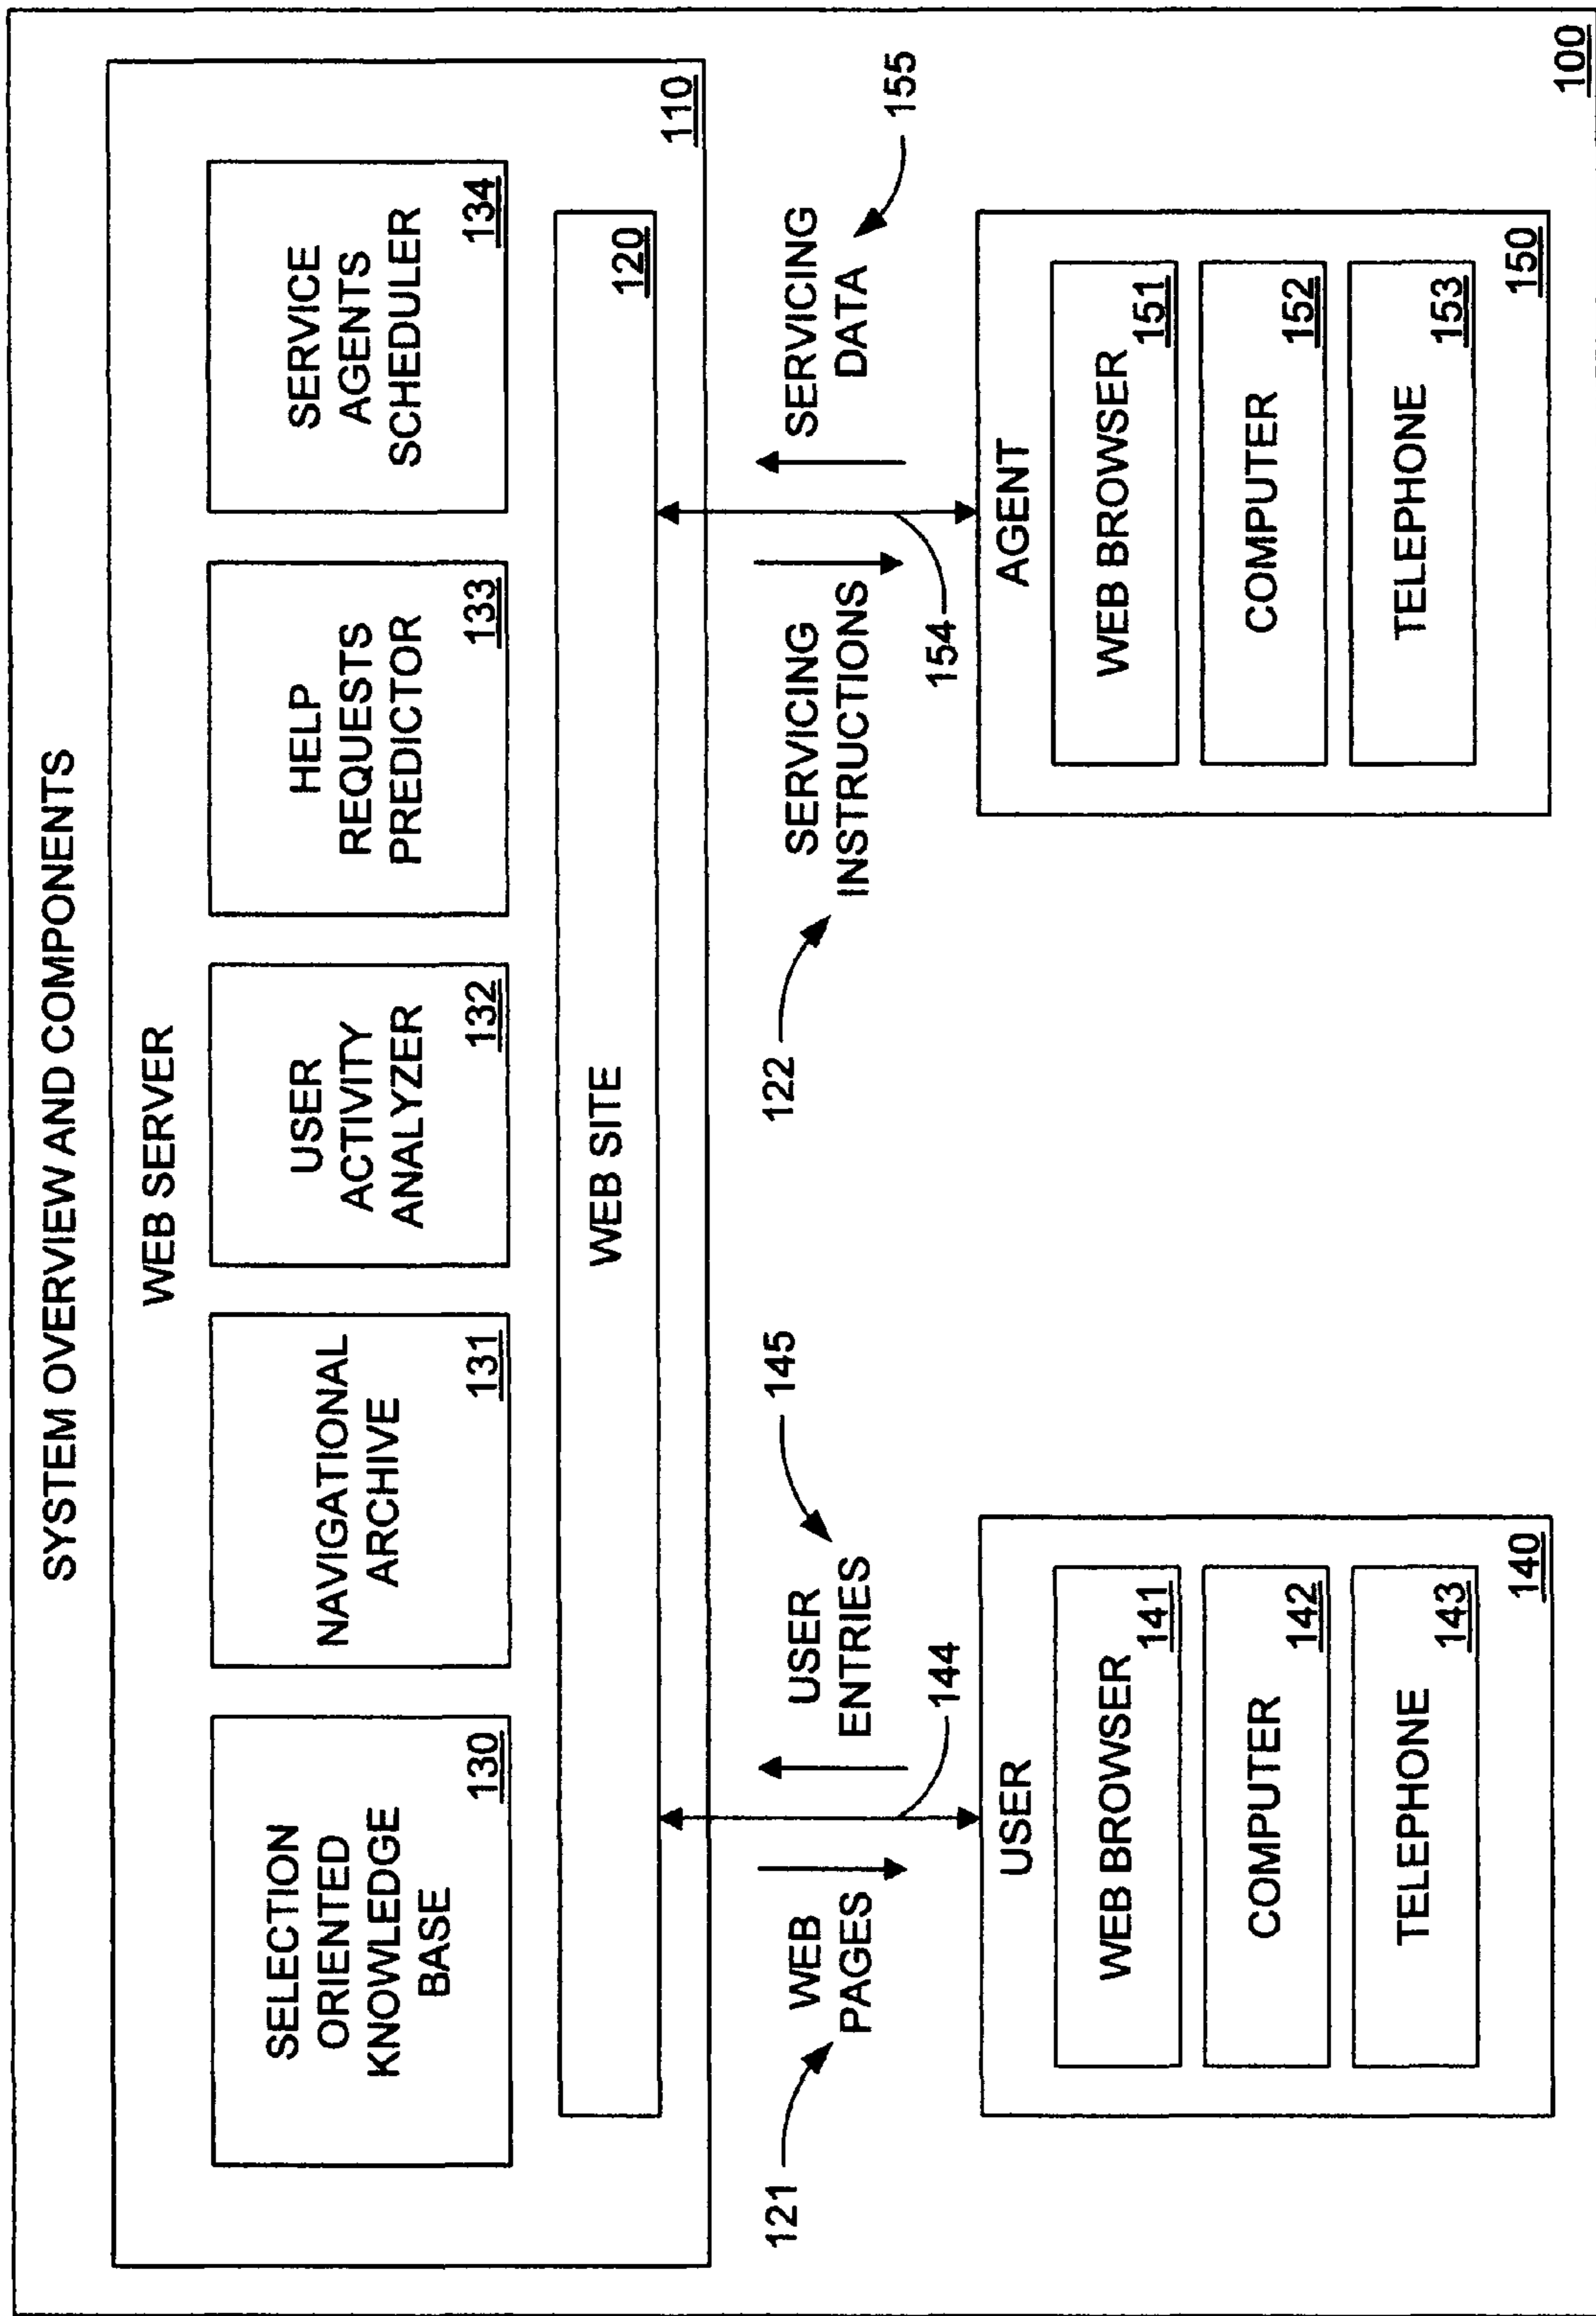 SYSTEM OVERVIEW AND COMPONENTS
WEB SERVER
SELECTION
ORIENTED
KNOWLEDGE
BASE
130
NAVIGATIONAL
ARCHIVE
131
USER
ACTIVITY
ANALYZER
132
HELP
REQUESTS
PREDICTOR
133
SERVICE
AGENTS
SCHEDULER
134
WEB SITE
120
110
121
WEB
PAGES
USER
ENTRIES
145
144
122
SERVICING
INSTRUCTIONS
154
SERVICING
DATA
155
USER
WEB BROWSER
141
COMPUTER
142
TELEPHONE
143
140
AGENT
WEB BROWSER
151
COMPUTER
152
TELEPHONE
153
150
100